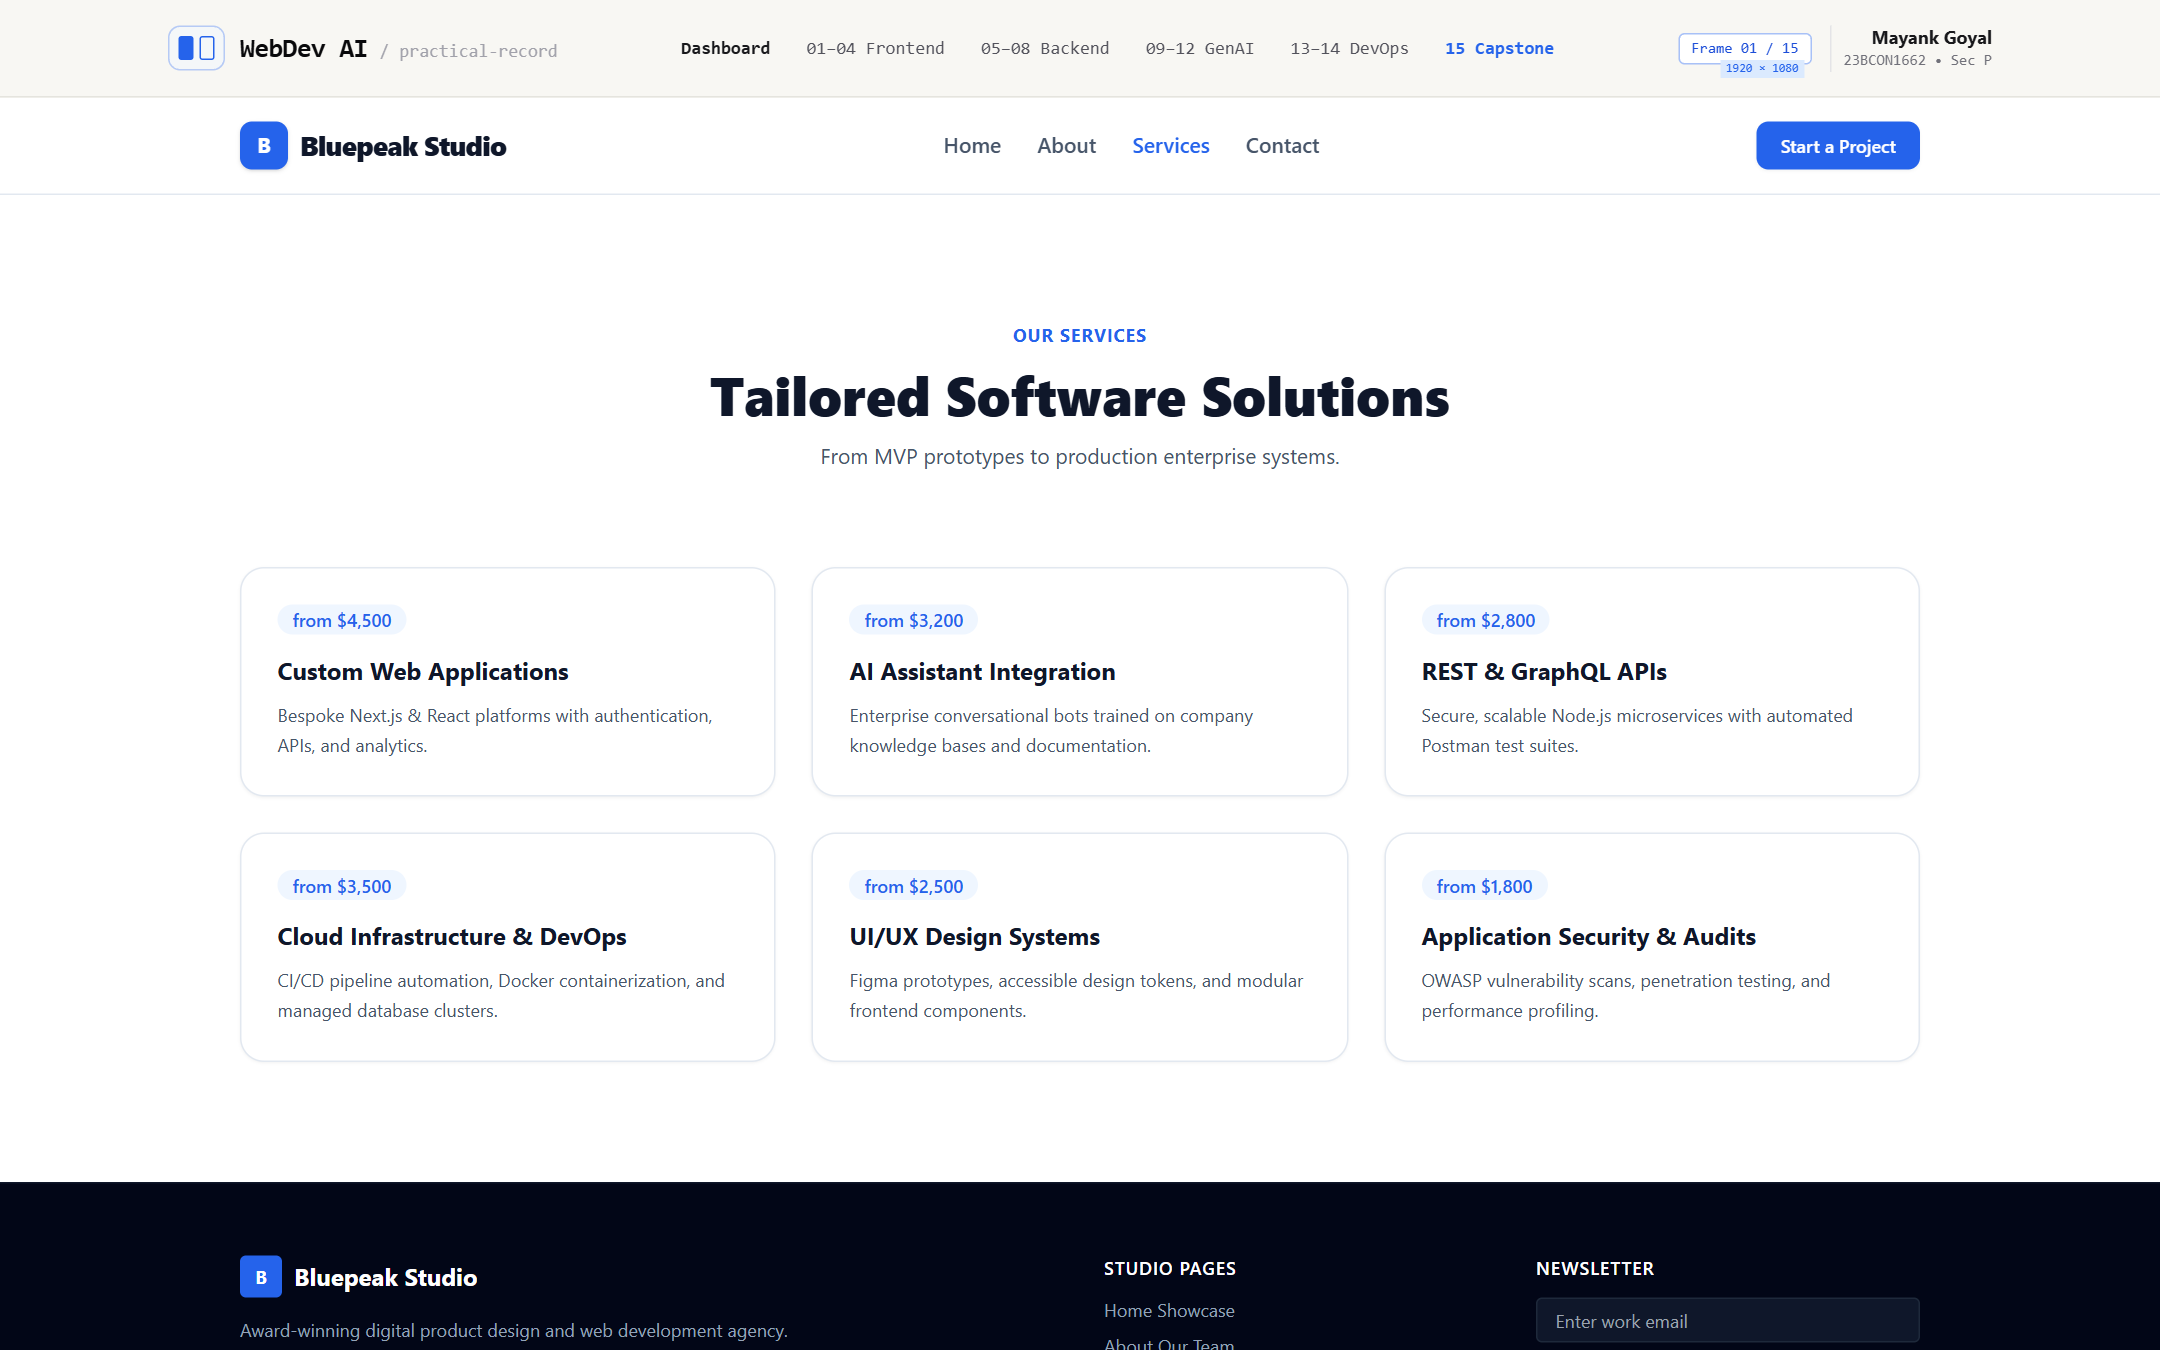 WebDev AI / practical-record
Dashboard 01–04 Frontend 05–08 Backend 09–12 GenAI 13–14 DevOps 15 Capstone
Frame 01 / 15
1920 × 1080
Mayank Goyal
23BCON1662 • Sec P
B Bluepeak Studio
Home About Services Contact
Start a Project
OUR SERVICES
Tailored Software Solutions
From MVP prototypes to production enterprise systems.
from $4,500
Custom Web Applications
Bespoke Next.js & React platforms with authentication,
APIs, and analytics.
from $3,200
AI Assistant Integration
Enterprise conversational bots trained on company
knowledge bases and documentation.
from $2,800
REST & GraphQL APIs
Secure, scalable Node.js microservices with automated
Postman test suites.
from $3,500
Cloud Infrastructure & DevOps
CI/CD pipeline automation, Docker containerization, and
managed database clusters.
from $2,500
UI/UX Design Systems
Figma prototypes, accessible design tokens, and modular
frontend components.
from $1,800
Application Security & Audits
OWASP vulnerability scans, penetration testing, and
performance profiling.
B Bluepeak Studio
Award-winning digital product design and web development agency.
STUDIO PAGES
Home Showcase
About Our Team
NEWSLETTER
Enter work email